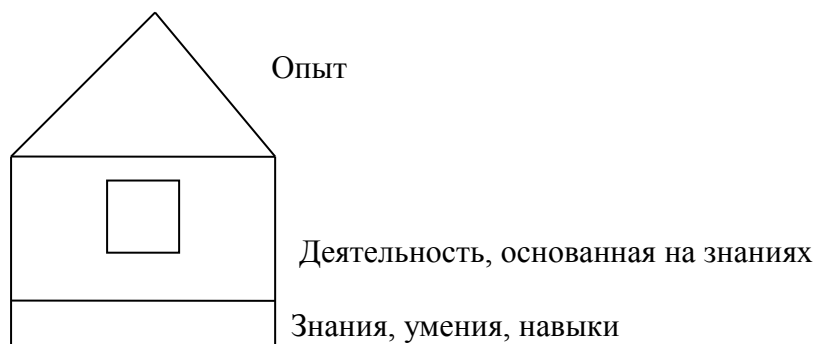 Опыт
Деятельность, основанная на знаниях
Знания, умения, навыки